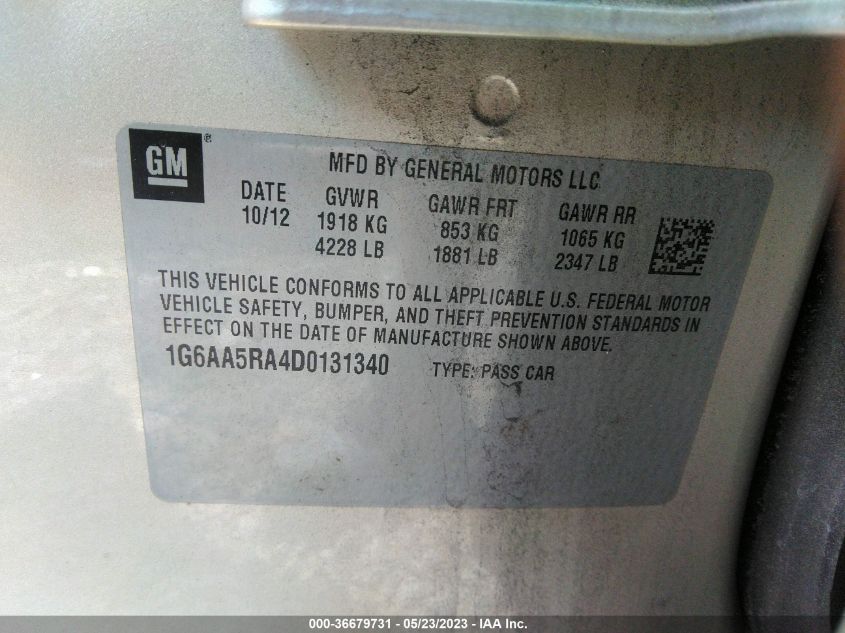 GM®
MFD BY GENERAL MOTORS LLC
DATE GVWR GAWR FRT GAWR RR
10/12 1918 KG 853 KG 1065 KG
4228 LB 1881 LB 2347 LB
THIS VEHICLE CONFORMS TO ALL APPLICABLE U.S. FEDERAL MOTOR
VEHICLE SAFETY, BUMPER, AND THEFT PREVENTION STANDARDS IN
EFFECT ON THE DATE OF MANUFACTURE SHOWN ABOVE.
1G6AA5RA4D0131340 TYPE: PASS CAR
000-36679731 - 05/23/2023 - IAA Inc.